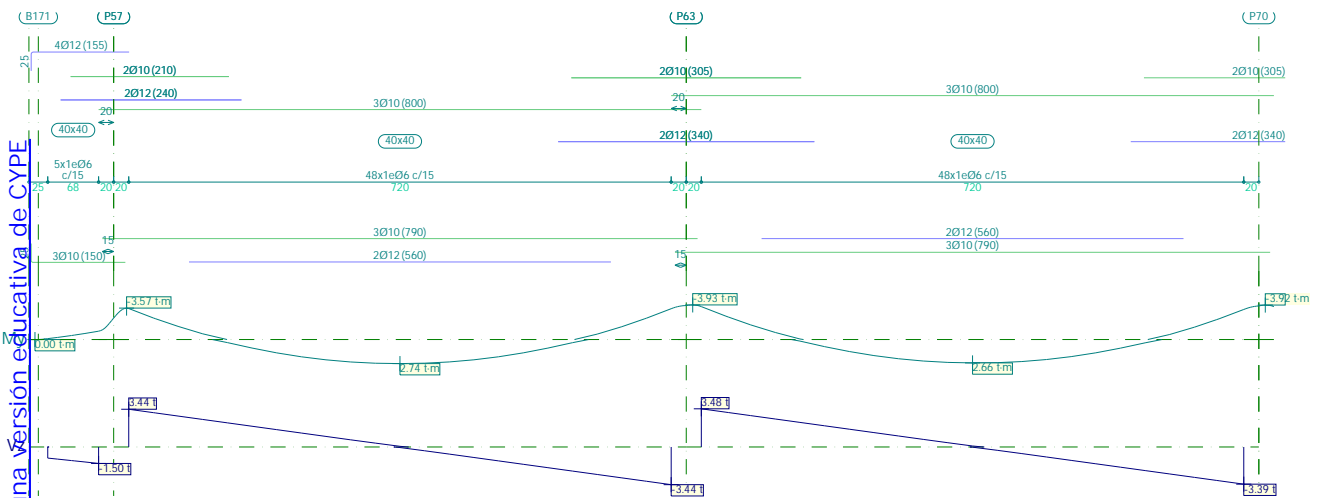 B171
P57
P63
P70
4Ø12 (155)
25
2Ø10 (210)
2Ø10 (305)
2Ø10 (305)
2Ø12 (240)
3Ø10 (800)
20
3Ø10 (800)
20
40x40
40x40
2Ø12 (340)
40x40
2Ø12 (340)
5x1eØ6
c/15
48x1eØ6 c/15
48x1eØ6 c/15
25
68
20
20
720
20
20
720
20
3Ø10 (790)
2Ø12 (560)
15
3Ø10 (790)
3Ø10 (150)
2Ø12 (560)
15
-3.57 t·m
-3.93 t·m
-3.92 t·m
0.00 t·m
2.74 t·m
2.66 t·m
3.44 t
3.48 t
-1.50 t
-3.44 t
-3.39 t
una versión educativa de CYPE